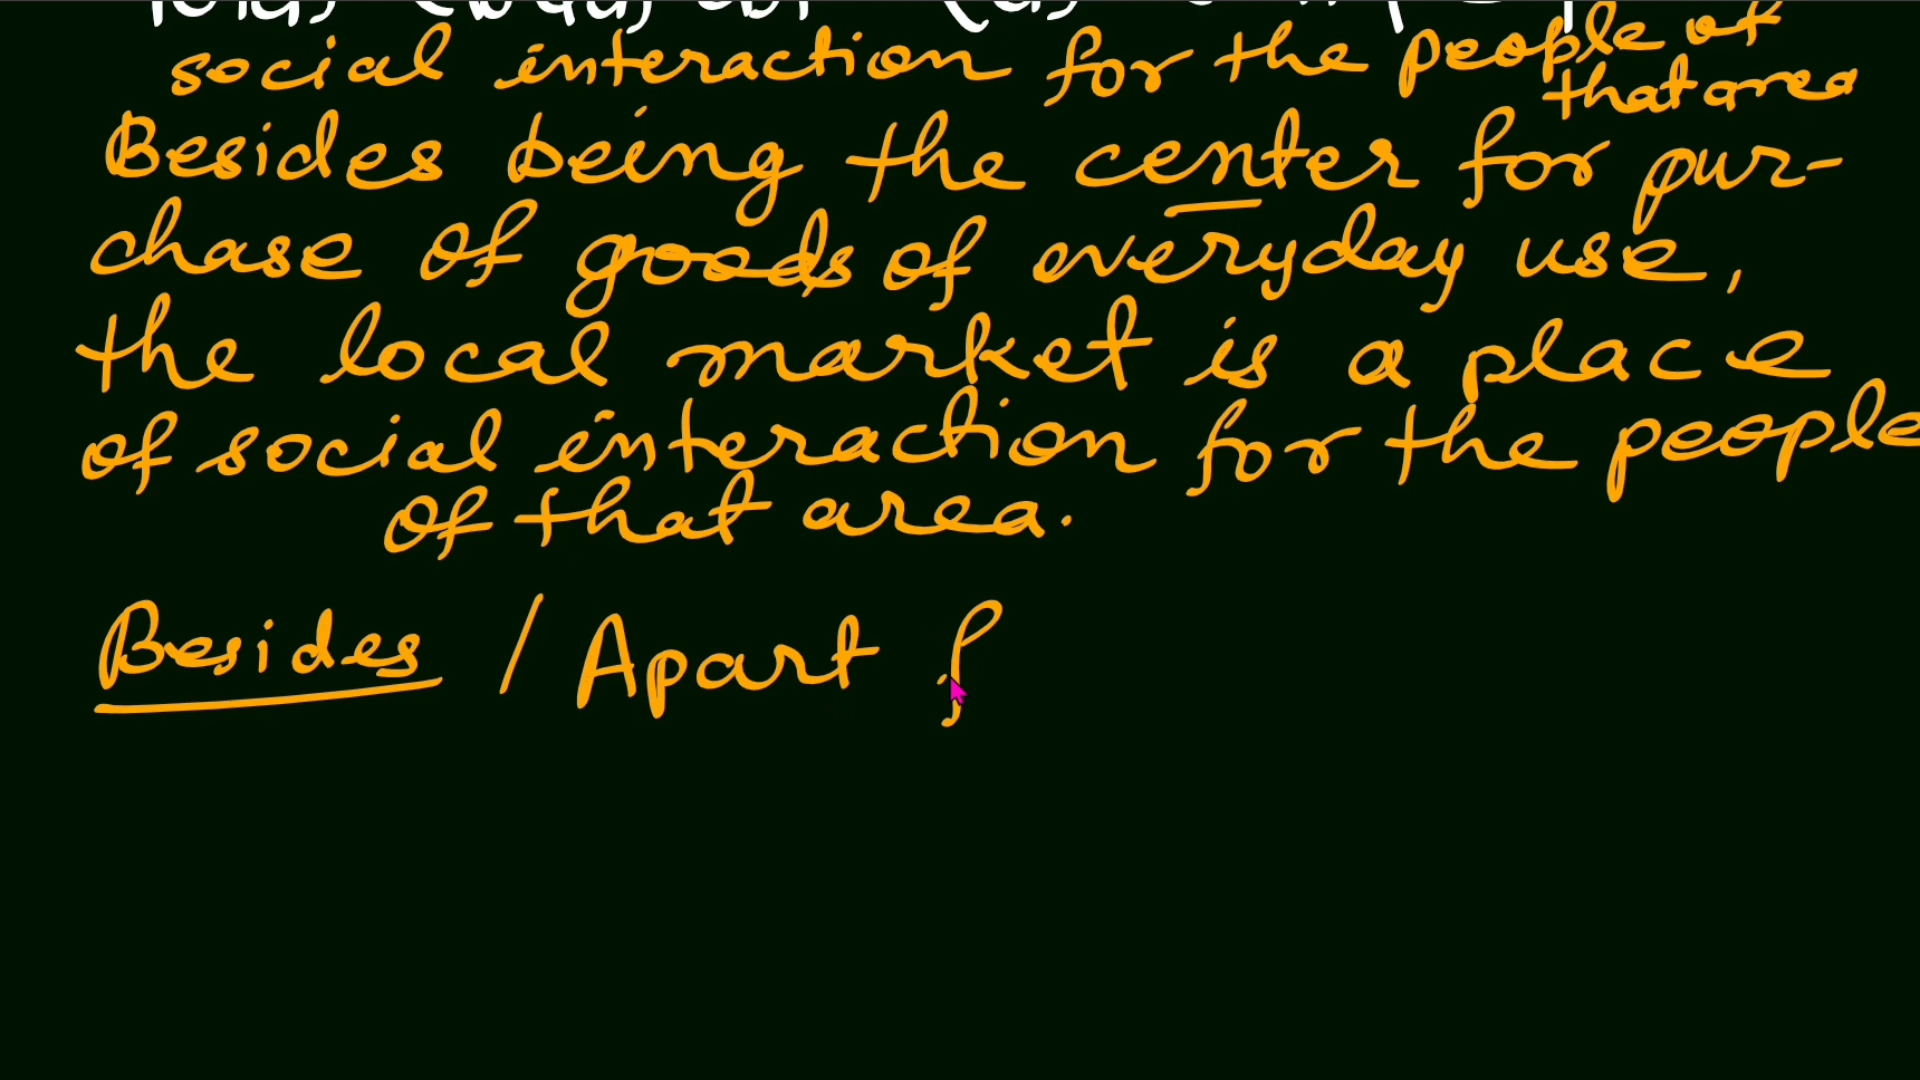 social interaction for the people of
that area
Besides being the center for pur-
chase of goods of everyday use,
the local market is a place
of social interaction for the people
of that area.
Besides / Apart f